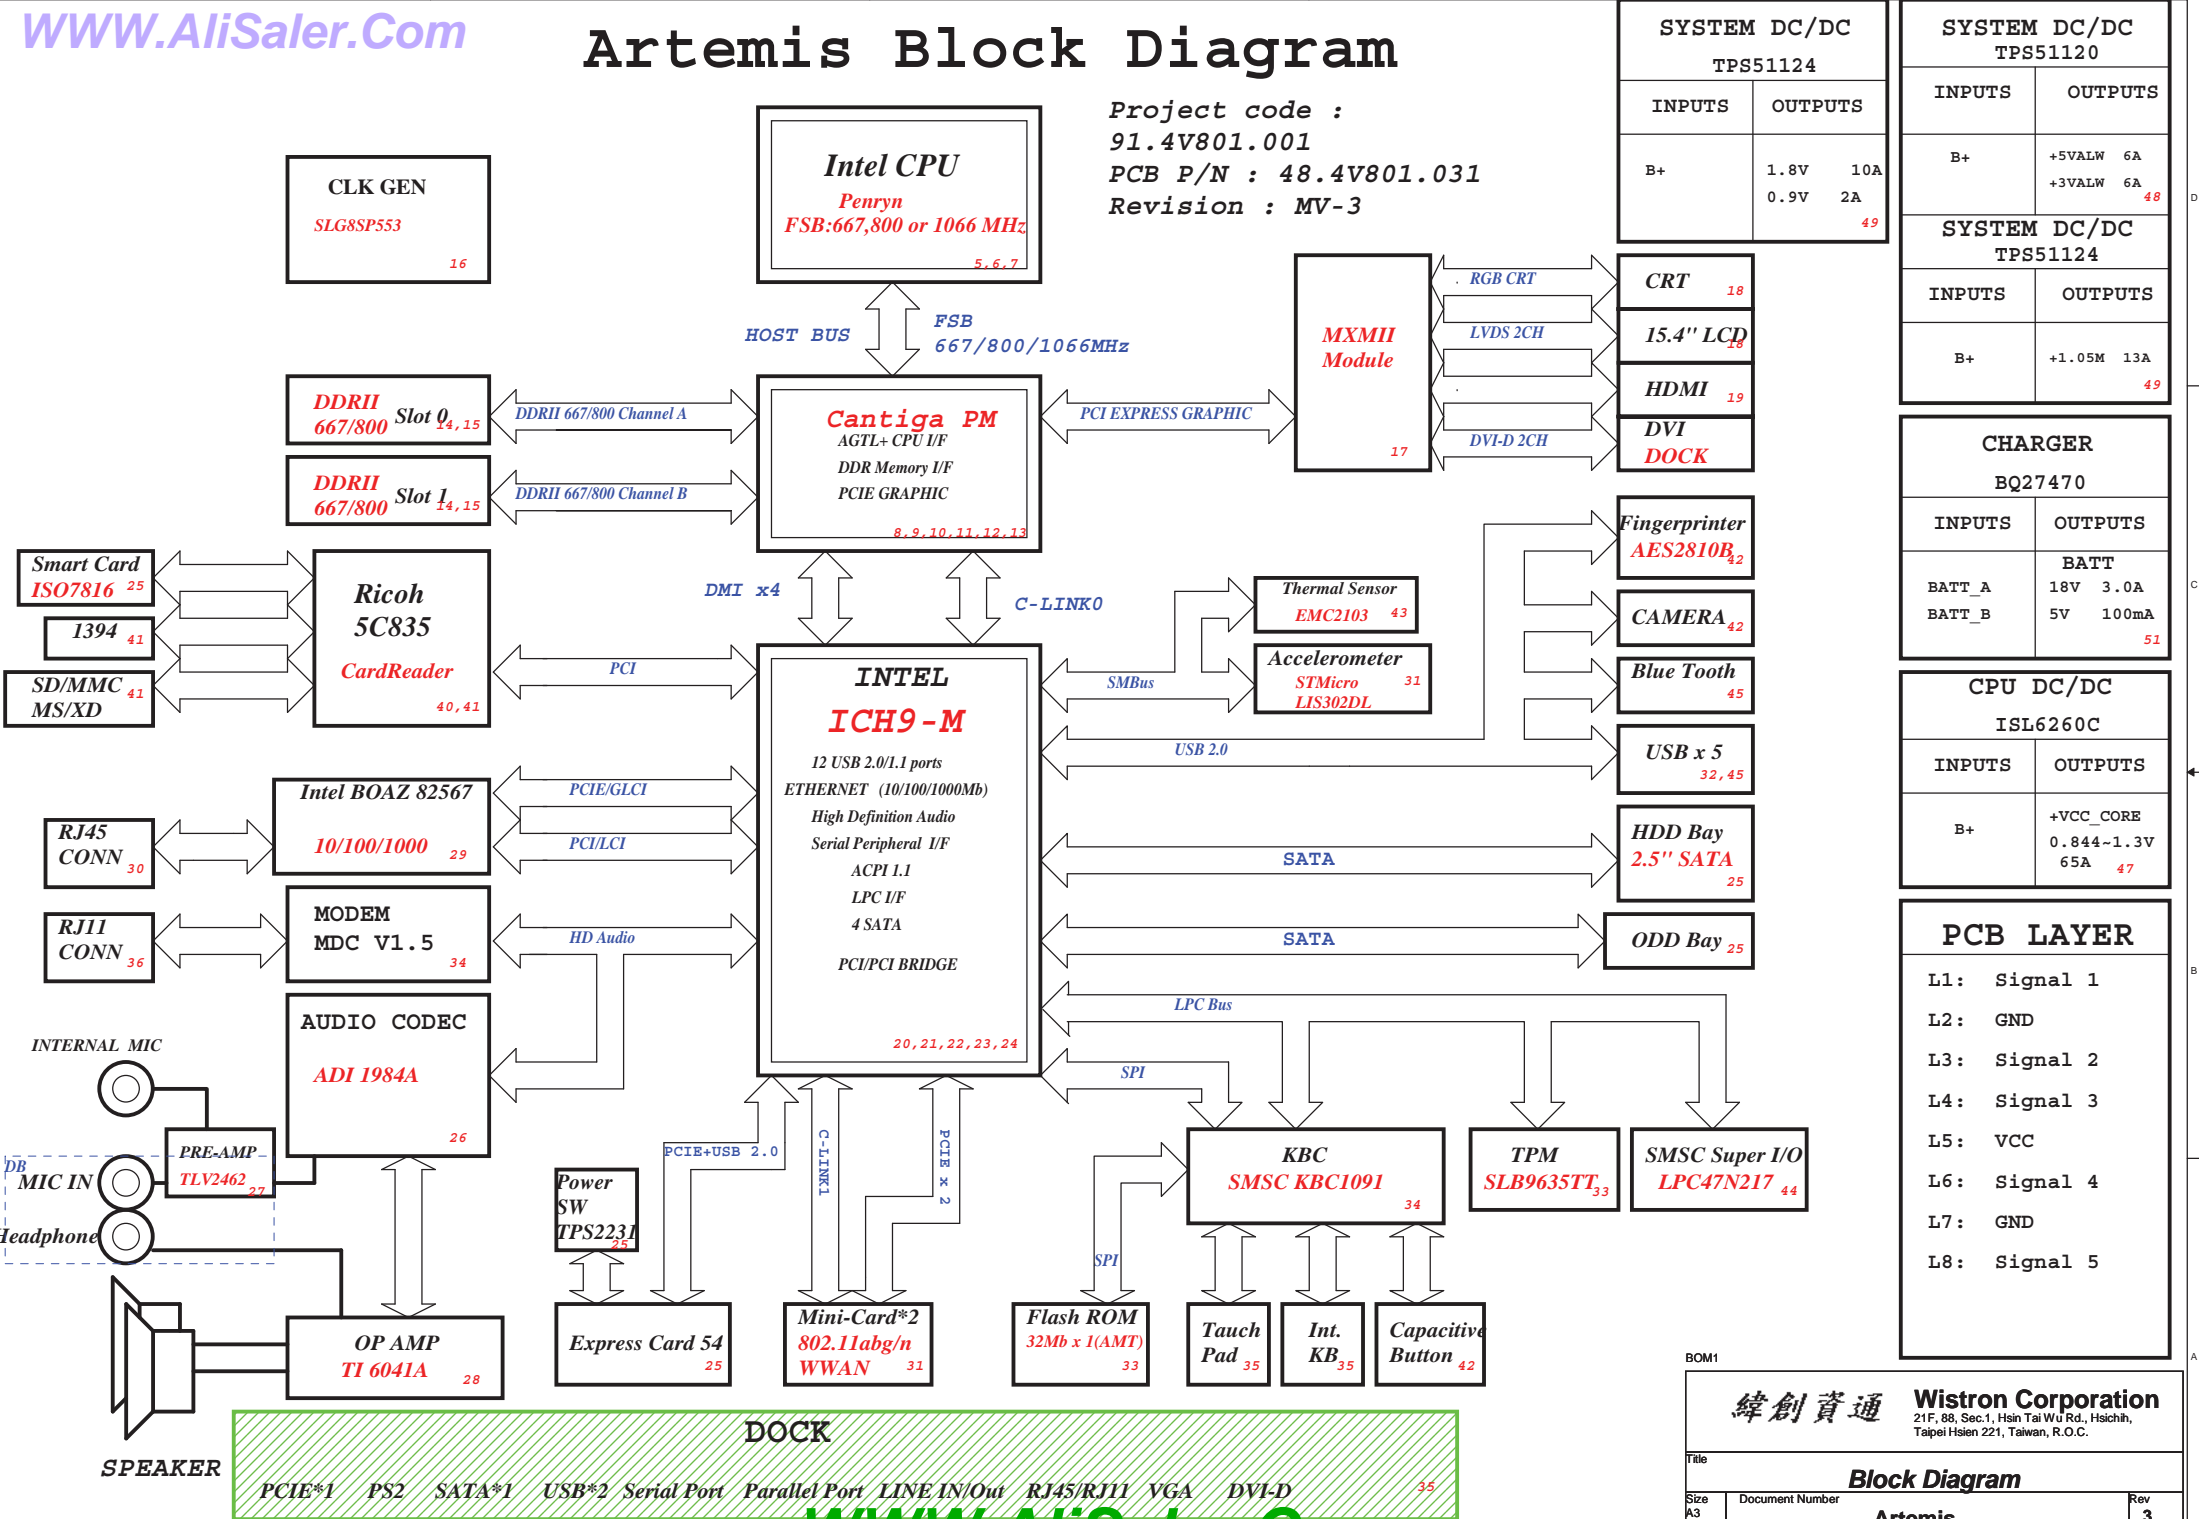 WWW.AliSaler.Com
Artemis Block Diagram
Project code :
91.4V801.001
PCB P/N : 48.4V801.031
Revision : MV-3
CLK GEN
SLG8SP553
16
Intel CPU
Penryn
FSB:667,800 or 1066 MHz
5,6,7
HOST BUS
FSB
667/800/1066MHz
DDRII
667/800
Slot 0
14,15
DDRII 667/800 Channel A
DDRII
667/800
Slot 1
14,15
DDRII 667/800 Channel B
Cantiga PM
AGTL+ CPU I/F
DDR Memory I/F
PCIE GRAPHIC
8,9,10,11,12,13
PCI EXPRESS GRAPHIC
MXMII
Module
17
RGB CRT
CRT
18
LVDS 2CH
15.4" LCD
18
HDMI
19
DVI-D 2CH
DVI
DOCK
Smart Card
ISO7816 25
1394 41
SD/MMC 41
MS/XD
Ricoh
5C835
CardReader
40,41
PCI
DMI x4
C-LINK0
INTEL
ICH9-M
12 USB 2.0/1.1 ports
ETHERNET (10/100/1000Mb)
High Definition Audio
Serial Peripheral I/F
ACPI 1.1
LPC I/F
4 SATA
PCI/PCI BRIDGE
20,21,22,23,24
SMBus
Thermal Sensor
EMC2103 43
Accelerometer
STMicro 31
LIS302DL
Fingerprinter
AES2810B
42
CAMERA 42
Blue Tooth
45
USB 2.0
USB x 5
32,45
SATA
HDD Bay
2.5" SATA
25
SATA
ODD Bay 25
LPC Bus
SPI
Intel BOAZ 82567
10/100/1000 29
PCIE/GLCI
PCI/LCI
RJ45
CONN 30
RJ11
CONN 36
MODEM
MDC V1.5
34
HD Audio
AUDIO CODEC
ADI 1984A
26
INTERNAL MIC
PRE-AMP
TLV2462 27
DB
MIC IN
Headphone
OP AMP
TI 6041A 28
SPEAKER
Power
SW
TPS2231
25
PCIE+USB 2.0
C-LINK1
PCIE x 2
Express Card 54
25
Mini-Card*2
802.11abg/n
WWAN 31
SPI
Flash ROM
32Mb x 1(AMT)
33
KBC
SMSC KBC1091
34
TPM
SLB9635TT 33
SMSC Super I/O
LPC47N217 44
Tauch
Pad 35
Int.
KB 35
Capacitive
Button 42
DOCK
PCIE*1 PS2 SATA*1 USB*2 Serial Port Parallel Port LINE IN/Out RJ45/RJ11 VGA DVI-D 35
SYSTEM DC/DC
TPS51124
INPUTS OUTPUTS
B+ 1.8V 10A
0.9V 2A
49
SYSTEM DC/DC
TPS51120
INPUTS OUTPUTS
B+ +5VALW 6A
+3VALW 6A
48
SYSTEM DC/DC
TPS51124
INPUTS OUTPUTS
B+ +1.05M 13A
49
CHARGER
BQ27470
INPUTS OUTPUTS
BATT
BATT_A 18V 3.0A
BATT_B 5V 100mA
51
CPU DC/DC
ISL6260C
INPUTS OUTPUTS
B+ +VCC_CORE
0.844~1.3V
65A 47
PCB LAYER
L1: Signal 1
L2: GND
L3: Signal 2
L4: Signal 3
L5: VCC
L6: Signal 4
L7: GND
L8: Signal 5
D
C
B
A
BOM1
緯創資通
Wistron Corporation
21F, 88, Sec.1, Hsin Tai Wu Rd., Hsichih,
Taipei Hsien 221, Taiwan, R.O.C.
Title
Block Diagram
Size
A3
Document Number
Artemis
Rev
3